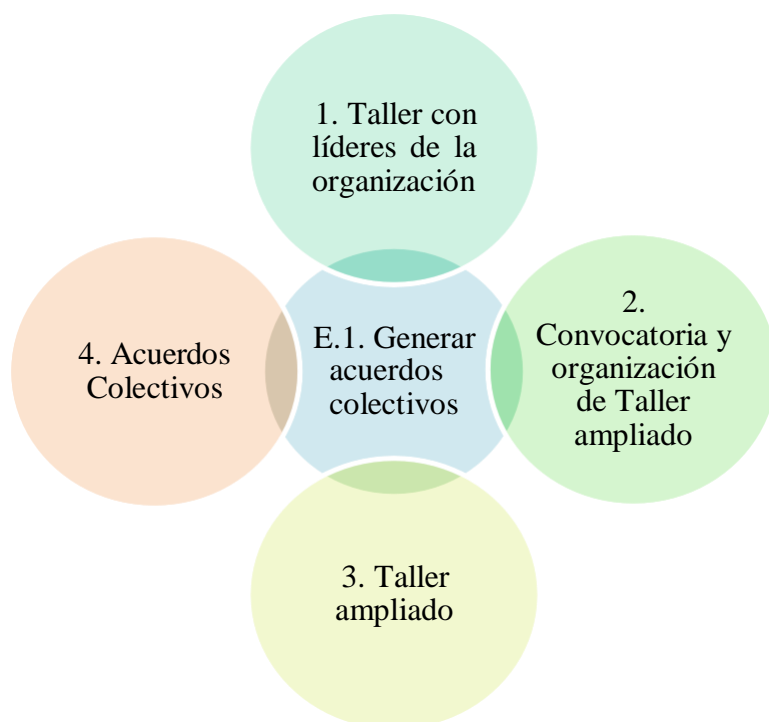 1. Taller con
líderes de la
organización
4. Acuerdos
Colectivos
E.1. Generar
acuerdos
colectivos
2.
Convocatoria y
organización
de Taller
ampliado
3. Taller
ampliado